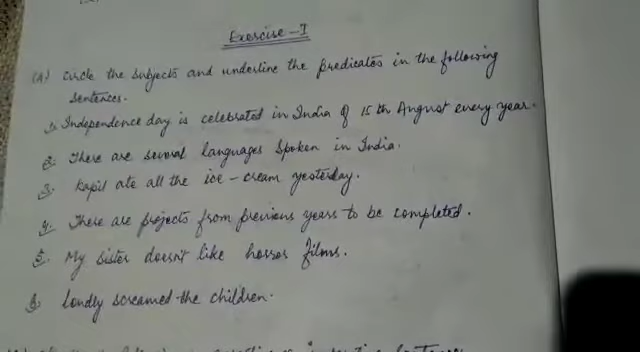 Exercise - I
(A) Circle the subjects and underline the predicates in the following
sentences.
1. Independence day is celebrated in India of 15th August every year.
2. There are several languages spoken in India.
3. Kapil ate all the ice-cream yesterday.
4. There are projects from previous years to be completed.
5. My sister doesn't like horror films.
6. Loudly screamed the children.